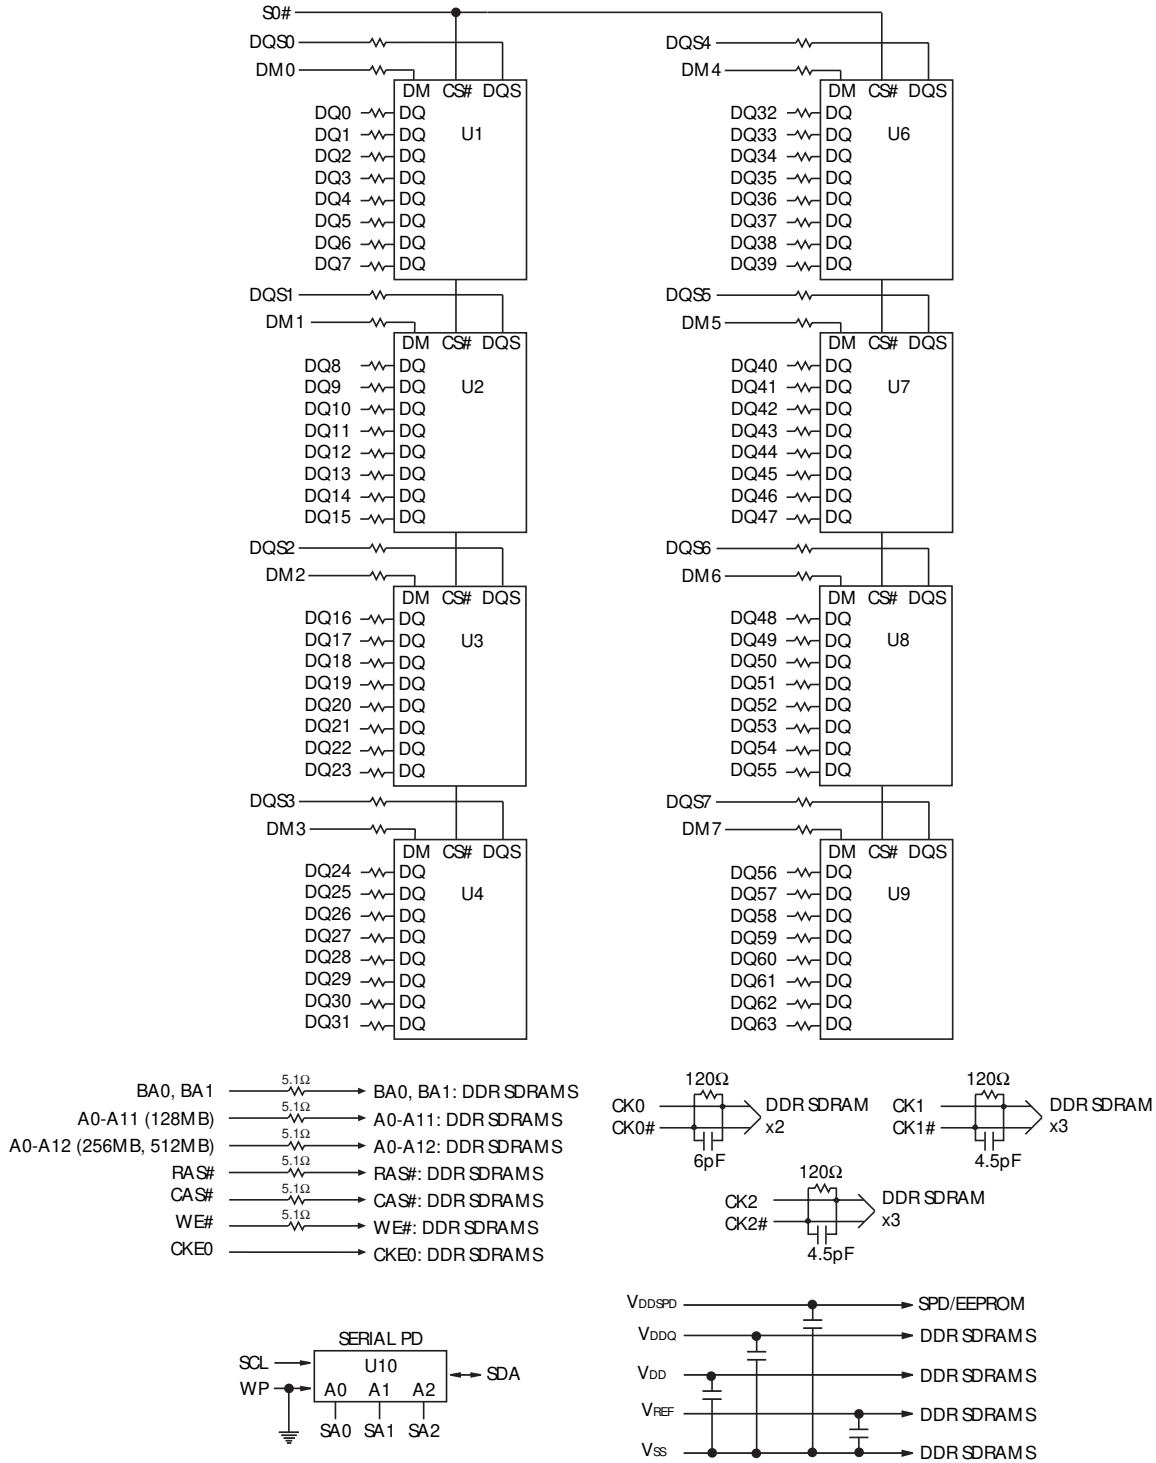 S0#
DQS0
DM0
DM CS# DQS
U1
DQ0 DQ
DQ1 DQ
DQ2 DQ
DQ3 DQ
DQ4 DQ
DQ5 DQ
DQ6 DQ
DQ7 DQ
DQS1
DM1
DM CS# DQS
U2
DQ8 DQ
DQ9 DQ
DQ10 DQ
DQ11 DQ
DQ12 DQ
DQ13 DQ
DQ14 DQ
DQ15 DQ
DQS2
DM2
DM CS# DQS
U3
DQ16 DQ
DQ17 DQ
DQ18 DQ
DQ19 DQ
DQ20 DQ
DQ21 DQ
DQ22 DQ
DQ23 DQ
DQS3
DM3
DM CS# DQS
U4
DQ24 DQ
DQ25 DQ
DQ26 DQ
DQ27 DQ
DQ28 DQ
DQ29 DQ
DQ30 DQ
DQ31 DQ
DQS4
DM4
DM CS# DQS
U6
DQ32 DQ
DQ33 DQ
DQ34 DQ
DQ35 DQ
DQ36 DQ
DQ37 DQ
DQ38 DQ
DQ39 DQ
DQS5
DM5
DM CS# DQS
U7
DQ40 DQ
DQ41 DQ
DQ42 DQ
DQ43 DQ
DQ44 DQ
DQ45 DQ
DQ46 DQ
DQ47 DQ
DQS6
DM6
DM CS# DQS
U8
DQ48 DQ
DQ49 DQ
DQ50 DQ
DQ51 DQ
DQ52 DQ
DQ53 DQ
DQ54 DQ
DQ55 DQ
DQS7
DM7
DM CS# DQS
U9
DQ56 DQ
DQ57 DQ
DQ58 DQ
DQ59 DQ
DQ60 DQ
DQ61 DQ
DQ62 DQ
DQ63 DQ
BA0, BA1 5.1Ω BA0, BA1: DDR SDRAMS
A0-A11 (128MB) 5.1Ω A0-A11: DDR SDRAMS
A0-A12 (256MB, 512MB) 5.1Ω A0-A12: DDR SDRAMS
RAS# 5.1Ω RAS#: DDR SDRAMS
CAS# 5.1Ω CAS#: DDR SDRAMS
WE# 5.1Ω WE#: DDR SDRAMS
CKE0 CKE0: DDR SDRAMS
120Ω
CK0 DDR SDRAM
CK0# x2
6pF
120Ω
CK1 DDR SDRAM
CK1# x3
4.5pF
120Ω
CK2 DDR SDRAM
CK2# x3
4.5pF
SERIAL PD
SCL U10 SDA
WP A0 A1 A2
SA0 SA1 SA2
VDDSPD SPD/EEPROM
VDDQ DDR SDRAMS
VDD DDR SDRAMS
VREF DDR SDRAMS
VSS DDR SDRAMS